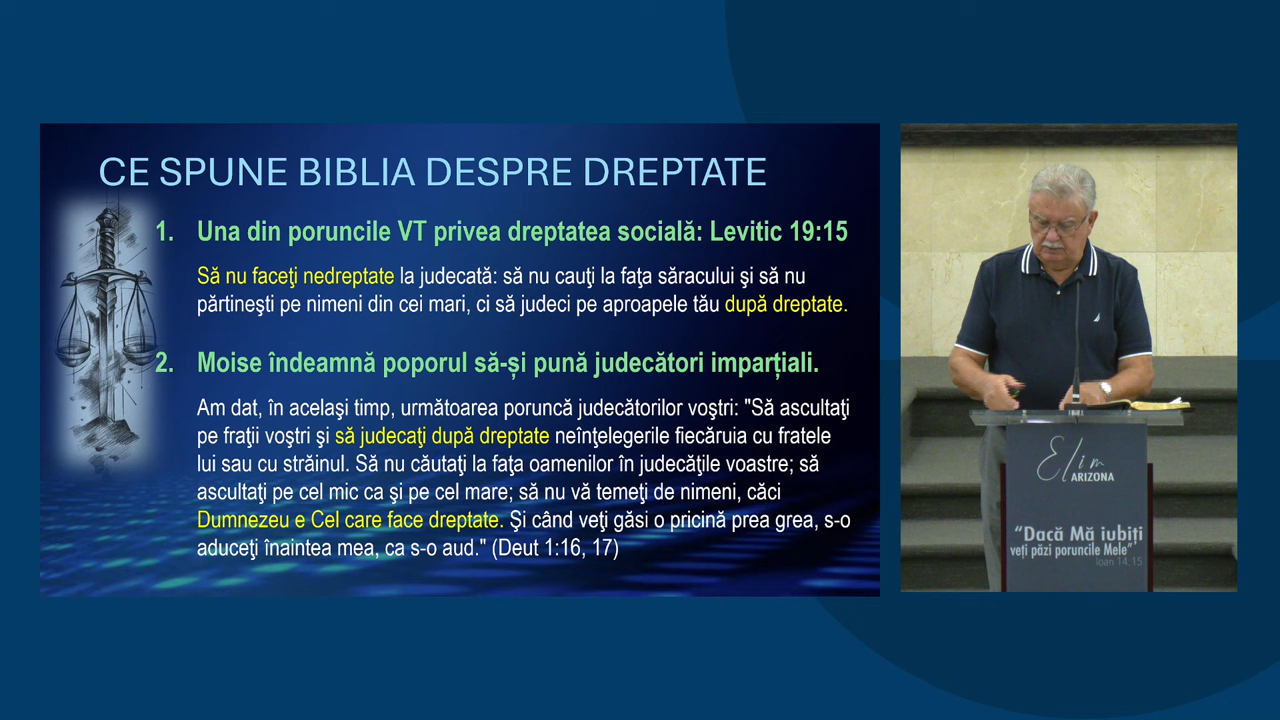 CE SPUNE BIBLIA DESPRE DREPTATE
1. Una din poruncile VT privea dreptatea socială: Levitic 19:15
Să nu faceţi nedreptate la judecată: să nu cauţi la faţa săracului şi să nu
părtineşti pe nimeni din cei mari, ci să judeci pe aproapele tău după dreptate.
2. Moise îndeamnă poporul să-și pună judecători imparțiali.
Am dat, în acelaşi timp, următoarea poruncă judecătorilor voştri: "Să ascultaţi
pe fraţii voştri şi să judecaţi după dreptate neînţelegerile fiecăruia cu fratele
lui sau cu străinul. Să nu căutaţi la faţa oamenilor în judecăţile voastre; să
ascultaţi pe cel mic ca şi pe cel mare; să nu vă temeţi de nimeni, căci
Dumnezeu e Cel care face dreptate. Şi când veţi găsi o pricină prea grea, s-o
aduceţi înaintea mea, ca s-o aud." (Deut 1:16, 17)
Elim
ARIZONA
“Dacă Mă iubiți
veți păzi poruncile Mele”
Ioan 14:15